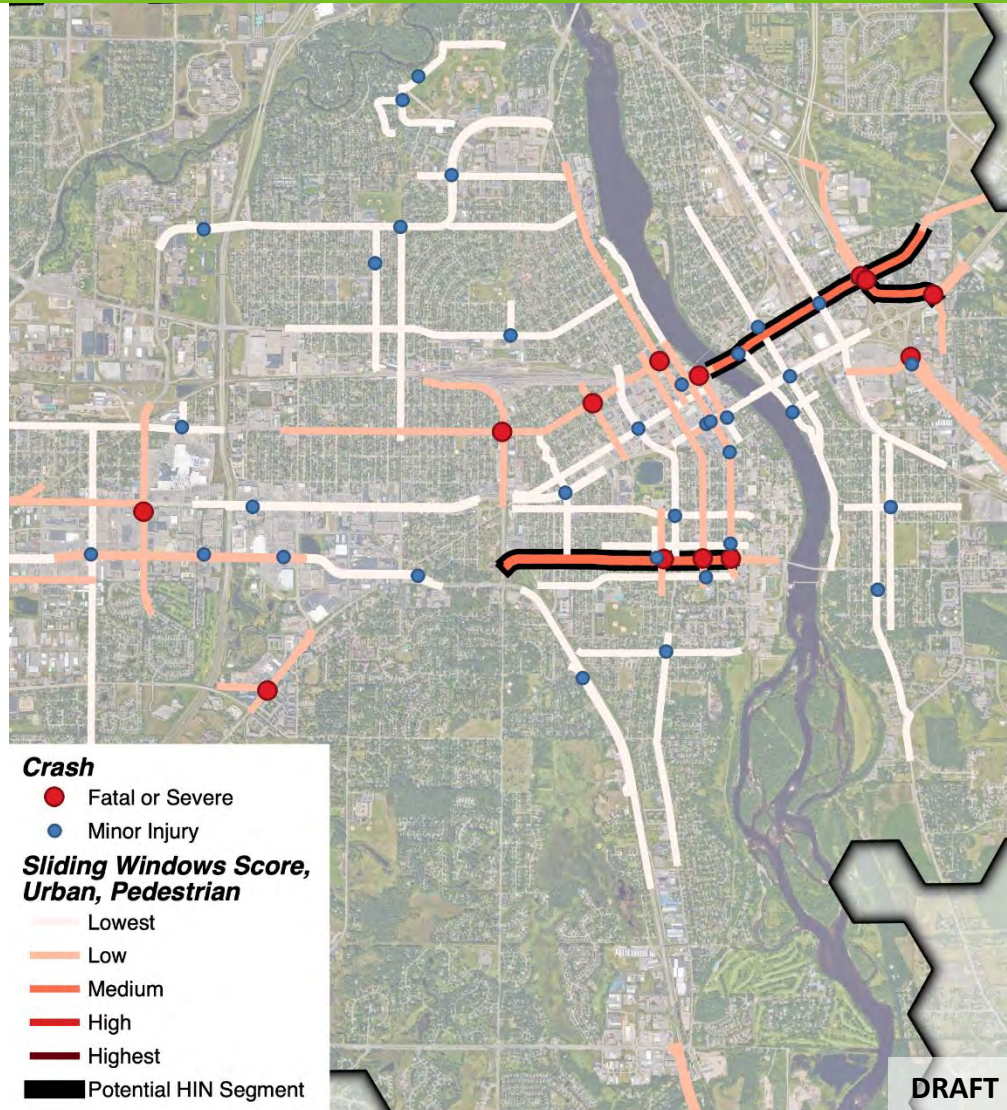 Crash
Fatal or Severe
Minor Injury
Sliding Windows Score,
Urban, Pedestrian
Lowest
Low
Medium
High
Highest
Potential HIN Segment
DRAFT